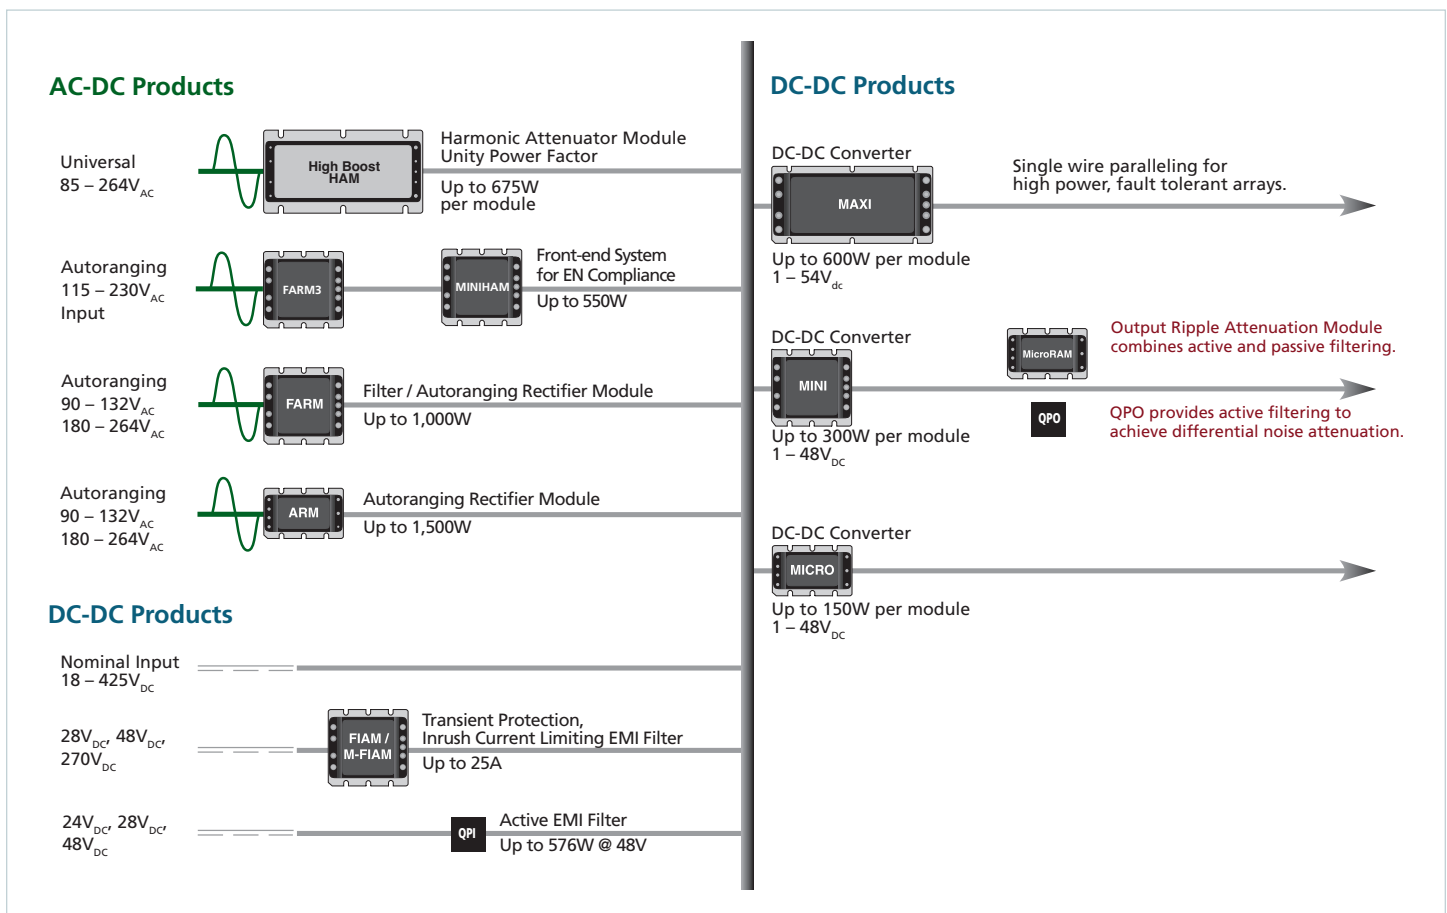 AC-DC Products
Universal
85 – 264VAC
High Boost
HAM
Harmonic Attenuator Module
Unity Power Factor
Up to 675W
per module
Autoranging
115 – 230VAC
Input
FARM3
MINIHAM
Front-end System
for EN Compliance
Up to 550W
Autoranging
90 – 132VAC
180 – 264VAC
FARM
Filter / Autoranging Rectifier Module
Up to 1,000W
Autoranging
90 – 132VAC
180 – 264VAC
ARM
Autoranging Rectifier Module
Up to 1,500W
DC-DC Products
Nominal Input
18 – 425VDC
28VDC, 48VDC,
270VDC
FIAM /
M-FIAM
Transient Protection,
Inrush Current Limiting EMI Filter
Up to 25A
24VDC, 28VDC,
48VDC
QPI
Active EMI Filter
Up to 576W @ 48V
DC-DC Products
DC-DC Converter
MAXI
Up to 600W per module
1 – 54Vdc
Single wire paralleling for
high power, fault tolerant arrays.
DC-DC Converter
MINI
Up to 300W per module
1 – 48VDC
MicroRAM
Output Ripple Attenuation Module
combines active and passive filtering.
QPO
QPO provides active filtering to
achieve differential noise attenuation.
DC-DC Converter
MICRO
Up to 150W per module
1 – 48VDC